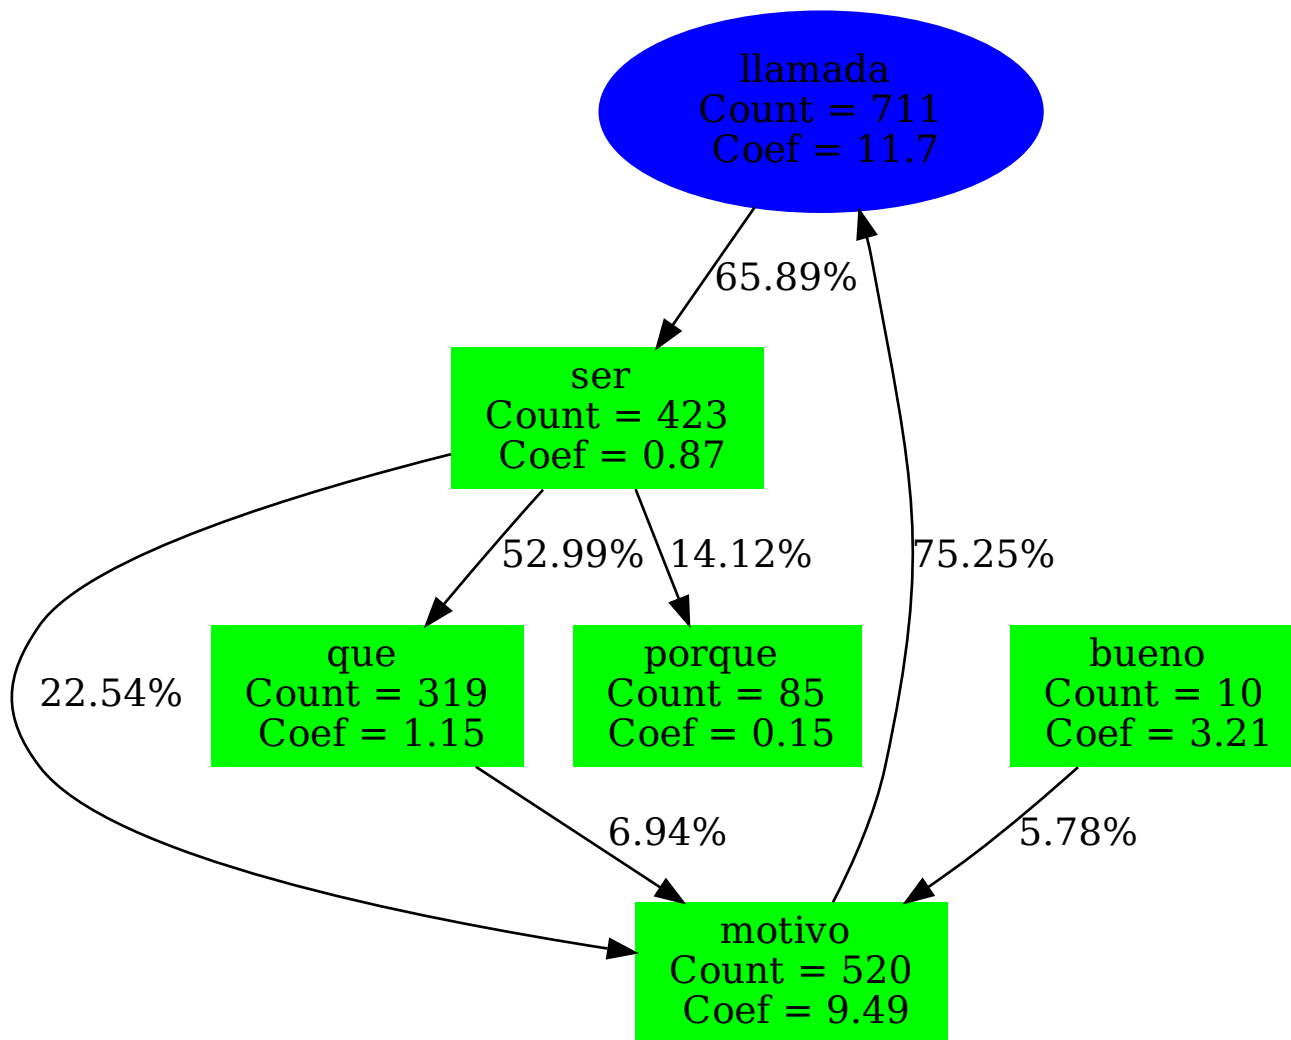 llamada
Count = 711
Coef = 11.7
65.89%
ser
Count = 423
Coef = 0.87
52.99%
14.12%
75.25%
que
Count = 319
Coef = 1.15
porque
Count = 85
Coef = 0.15
bueno
Count = 10
Coef = 3.21
22.54%
6.94%
5.78%
motivo
Count = 520
Coef = 9.49